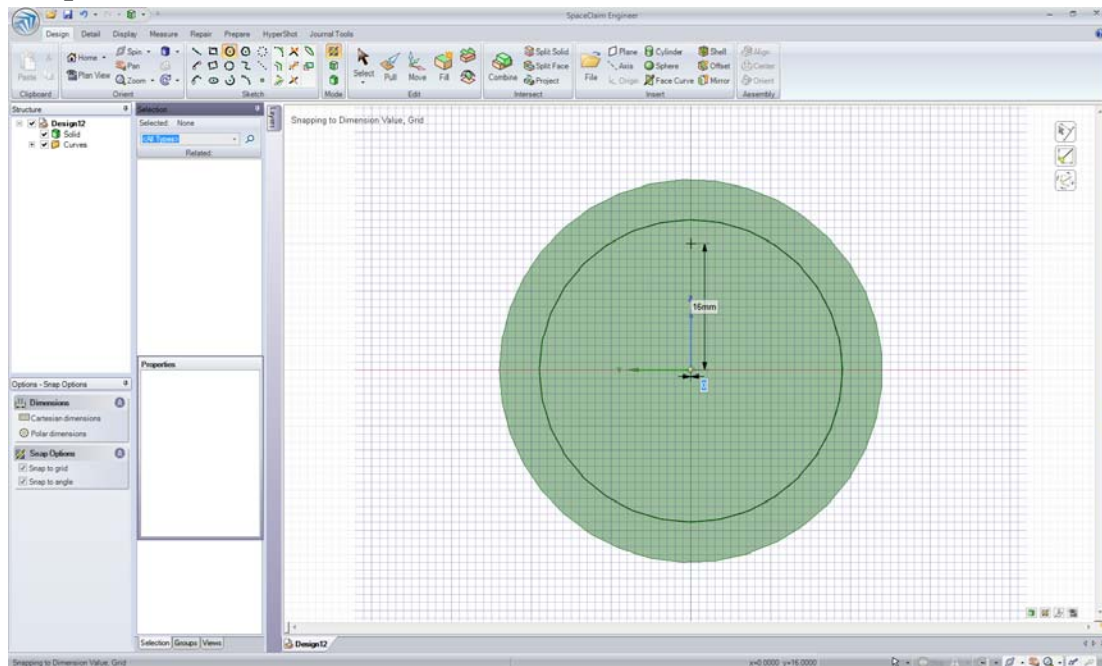 SpaceClaim Engineer
Design Detail Display Measure Repair Prepare HyperShot Journal Tools
Paste
Clipboard
Home
Plan View
Spin
Pan
Zoom
Orient
Sketch
Mode
Select Pull Move Fill
Edit
Combine
Split Solid
Split Face
Project
Intersect
File
Plane
Axis
Origin
Cylinder
Sphere
Face Curve
Shell
Offset
Mirror
Insert
Align
Center
Orient
Assembly
Structure
Design12
Solid
Curves
Selection
Selected: None
<All Types>
Related:
Layers
Snapping to Dimension Value, Grid
16mm
Properties
Options - Snap Options
Dimensions
Cartesian dimensions
Polar dimensions
Snap Options
Snap to grid
Snap to angle
Selection Groups Views
Design12
Snapping to Dimension Value, Grid
x=0.0000 y=16.0000